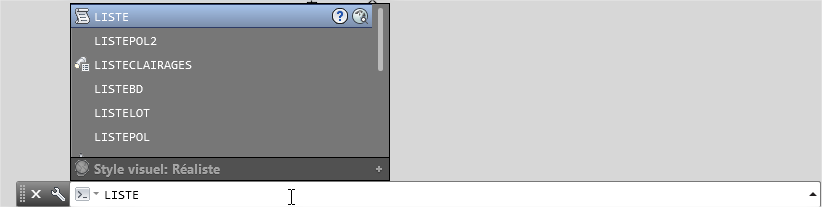 LISTE
LISTEPOL2
LISTECLAIRAGES
LISTEBD
LISTELOT
LISTEPOL
Style visuel: Réaliste
LISTE